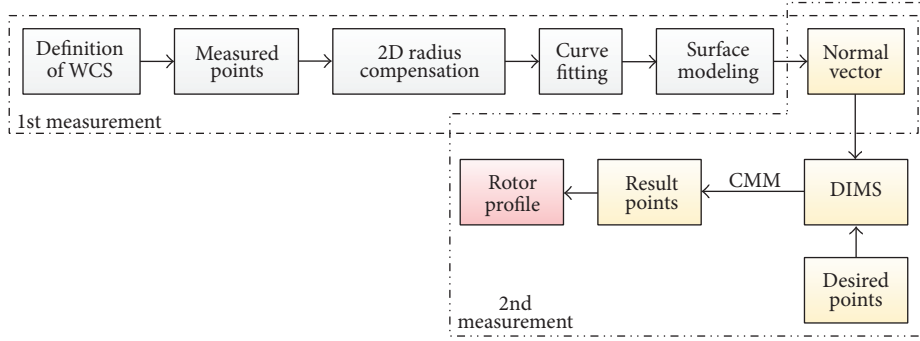 Definition
of WCS
Measured
points
2D radius
compensation
Curve
fitting
Surface
modeling
Normal
vector
1st measurement
Rotor
profile
Result
points
CMM
DIMS
Desired
points
2nd
measurement